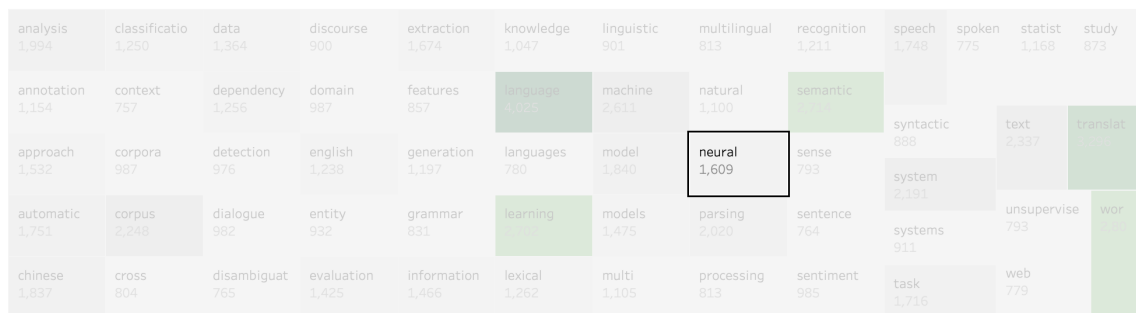 analysis
1,994
classificatio
1,250
data
1,364
discourse
900
extraction
1,674
knowledge
1,047
linguistic
901
multilingual
813
recognition
1,211
speech
1,748
spoken
775
statist
1,168
study
873
annotation
1,154
context
757
dependency
1,256
domain
987
features
857
language
4,025
machine
2,611
natural
1,100
semantic
syntactic
888
text
2,337
translat
approach
1,532
corpora
987
detection
976
english
1,238
generation
1,197
languages
780
model
1,840
neural
1,609
sense
793
system
2,191
automatic
1,751
corpus
2,248
dialogue
982
entity
932
grammar
831
learning
models
1,475
parsing
2,020
sentence
764
systems
911
unsupervise
793
wor
chinese
1,837
cross
804
disambiguat
765
evaluation
1,425
information
1,466
lexical
1,262
multi
1,105
processing
813
sentiment
985
task
1,716
web
779